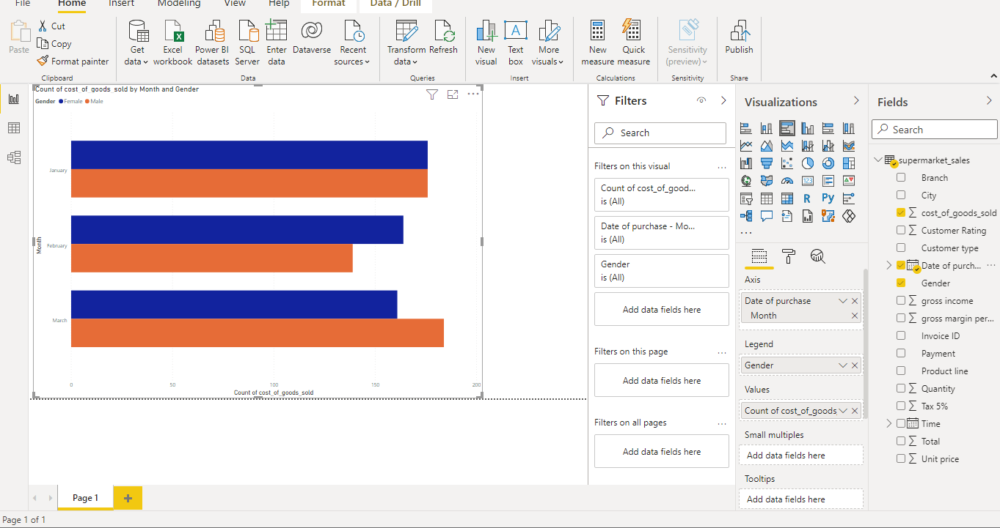 File Home Insert Modeling View Help Format Data / Drill
Paste
Cut
Copy
Format painter
Clipboard
Get data
Excel workbook
Power BI datasets
SQL Server
Enter data
Dataverse
Recent sources
Data
Transform data
Refresh
Queries
New visual
Text box
More visuals
Insert
New measure
Quick measure
Calculations
Sensitivity (preview)
Sensitivity
Publish
Share
Count of cost_of_goods_sold by Month and Gender
Gender Female Male
Month
January
February
March
0 50 100 150 200
Count of cost_of_goods_sold
Filters
Search
Filters on this visual
Count of cost_of_good...
is (All)
Date of purchase - Mo...
is (All)
Gender
is (All)
Add data fields here
Filters on this page
Add data fields here
Filters on all pages
Add data fields here
Visualizations
123
R
Py
Axis
Date of purchase
Month
Legend
Gender
Values
Count of cost_of_goods_
Small multiples
Add data fields here
Tooltips
Add data fields here
Fields
Search
supermarket_sales
Branch
City
cost_of_goods_sold
Customer Rating
Customer type
Date of purch...
Gender
gross income
gross margin per...
Invoice ID
Payment
Product line
Quantity
Tax 5%
Time
Total
Unit price
Page 1
Page 1 of 1